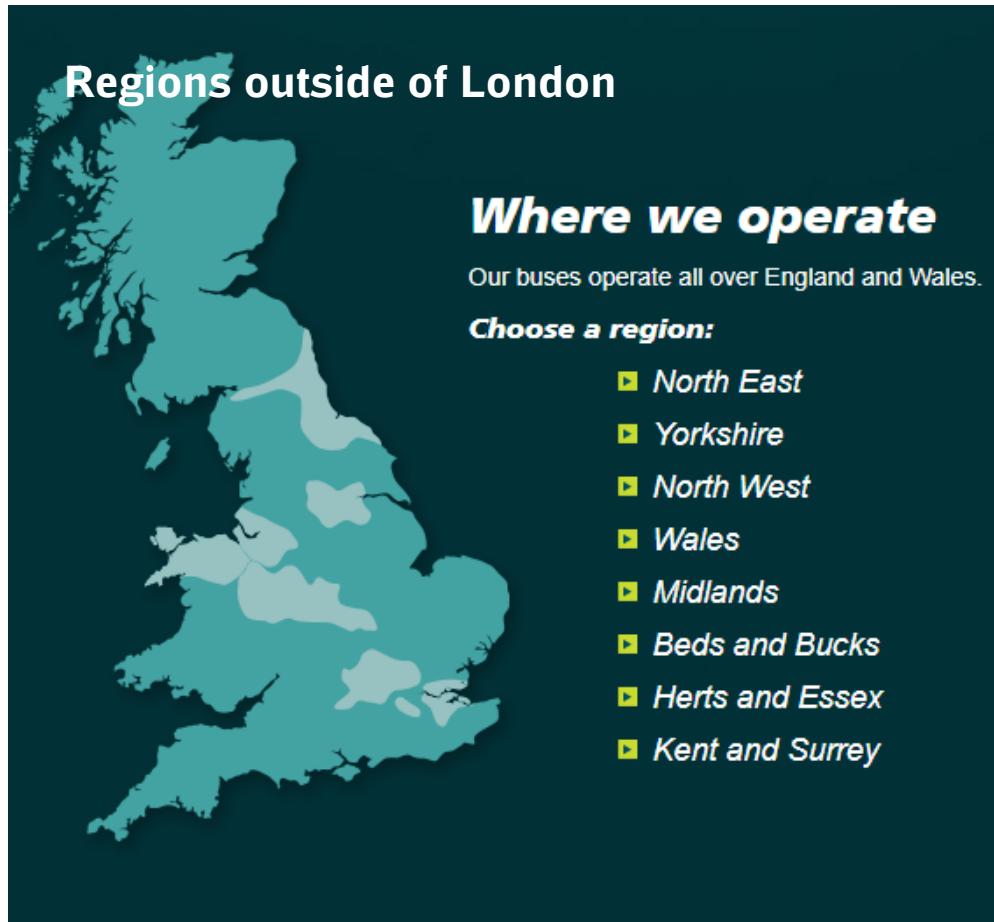 Regions outside of London
Where we operate
Our buses operate all over England and Wales.
Choose a region:
North East
Yorkshire
North West
Wales
Midlands
Beds and Bucks
Herts and Essex
Kent and Surrey